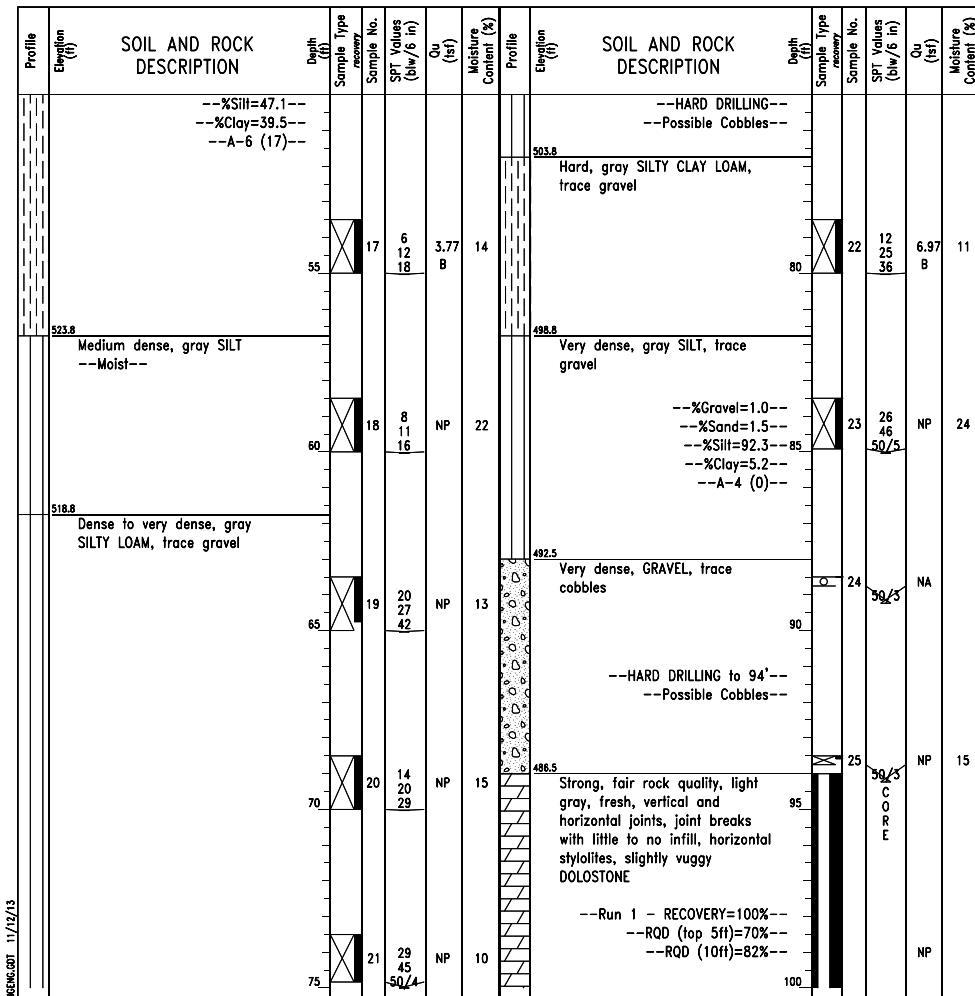 Profile
Elevation (ft)
SOIL AND ROCK
DESCRIPTION
Depth (ft)
Sample Type
recovery
Sample No.
SPT Values (blw/6 in)
Qu (tsf)
Moisture Content (%)
--%Silt=47.1--
--%Clay=39.5--
--A-6 (17)--
17 6 3.77 14
12 B
55 18
523.8
Medium dense, gray SILT
--Moist--
18 8 NP 22
11
60 16
518.8
Dense to very dense, gray
SILTY LOAM, trace gravel
19 20 NP 13
27
65 42
20 14 NP 15
20
70 29
21 29 NP 10
45
75 50/4
Profile
Elevation (ft)
SOIL AND ROCK
DESCRIPTION
Depth (ft)
Sample Type
recovery
Sample No.
SPT Values (blw/6 in)
Qu (tsf)
Moisture Content (%)
--HARD DRILLING--
--Possible Cobbles--
503.8
Hard, gray SILTY CLAY LOAM,
trace gravel
22 12 6.97 11
25 B
80 36
498.8
Very dense, gray SILT, trace
gravel
--%Gravel=1.0--
--%Sand=1.5-- 23 26 NP 24
46
--%Silt=92.3-- 85 50/5
--%Clay=5.2--
--A-4 (0)--
492.5
Very dense, GRAVEL, trace
cobbles
24 50/3 NA
90
--HARD DRILLING to 94'--
--Possible Cobbles--
25 50/3 NP 15
486.5
Strong, fair rock quality, light
gray, fresh, vertical and
horizontal joints, joint breaks
with little to no infill, horizontal
stylolites, slightly vuggy
DOLOSTONE
95
CORE
--Run 1 - RECOVERY=100%--
--RQD (top 5ft)=70%--
--RQD (10ft)=82%-- NP
100
IGENG.GDT 11/12/13